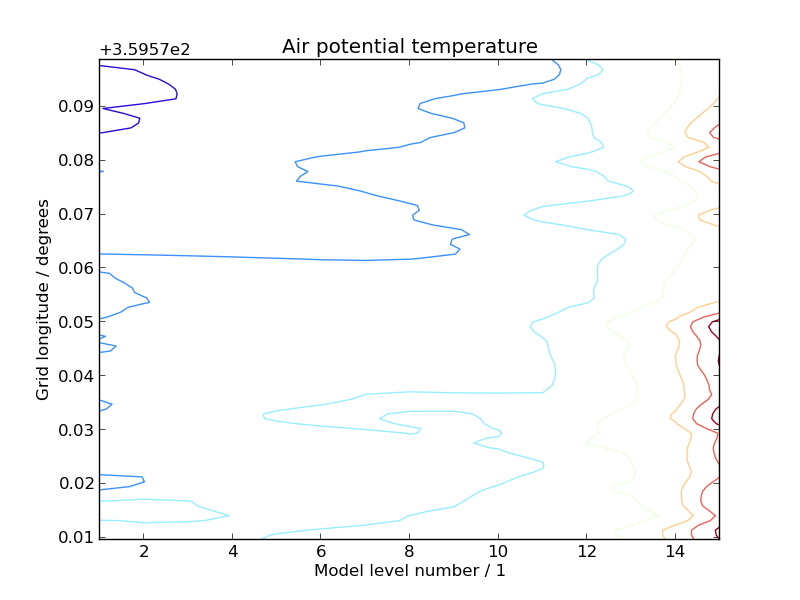 +3.5957e2
Air potential temperature
0.09
0.08
0.07
0.06
0.05
0.04
0.03
0.02
0.01
Grid longitude / degrees
2 4 6 8 10 12 14
Model level number / 1